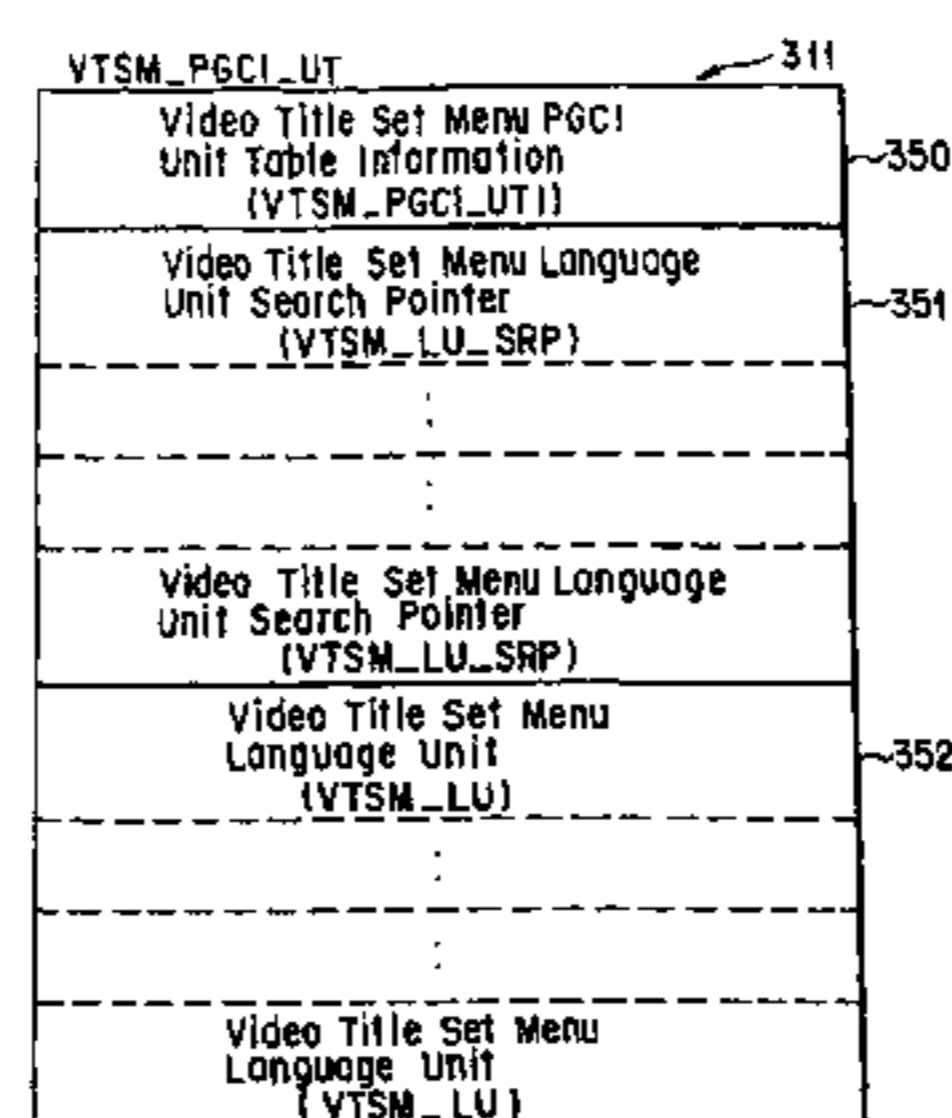 VTSM_PGCI_UT
311
Video Title Set Menu PGCI
Unit Table Information
(VTSM_PGCI_UTI)
350
Video Title Set Menu Language
Unit Search Pointer
(VTSM_LU_SRP)
351
Video Title Set Menu Language
Unit Search Pointer
(VTSM_LU_SRP)
Video Title Set Menu
Language Unit
(VTSM_LU)
352
Video Title Set Menu
Language Unit
(VTSM_LU)